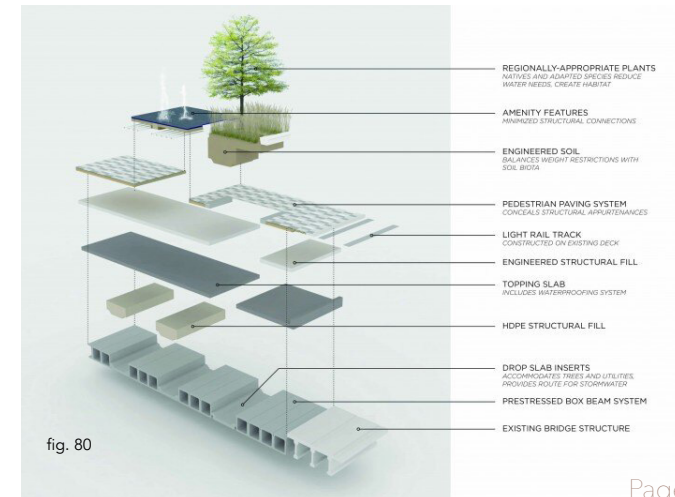 REGIONALLY-APPROPRIATE PLANTS
NATIVES AND ADAPTED SPECIES REDUCE
WATER NEEDS, CREATE HABITAT
AMENITY FEATURES
MINIMIZED STRUCTURAL CONNECTIONS
ENGINEERED SOIL
BALANCES WEIGHT RESTRICTIONS WITH
SOIL BIOTA
PEDESTRIAN PAVING SYSTEM
CONCEALS STRUCTURAL APPURTENANCES
LIGHT RAIL TRACK
CONSTRUCTED ON EXISTING DECK
ENGINEERED STRUCTURAL FILL
TOPPING SLAB
INCLUDES WATERPROOFING SYSTEM
HDPE STRUCTURAL FILL
DROP SLAB INSERTS
ACCOMMODATES TREES AND UTILITIES,
PROVIDES ROUTE FOR STORMWATER
PRESTRESSED BOX BEAM SYSTEM
EXISTING BRIDGE STRUCTURE
fig. 80